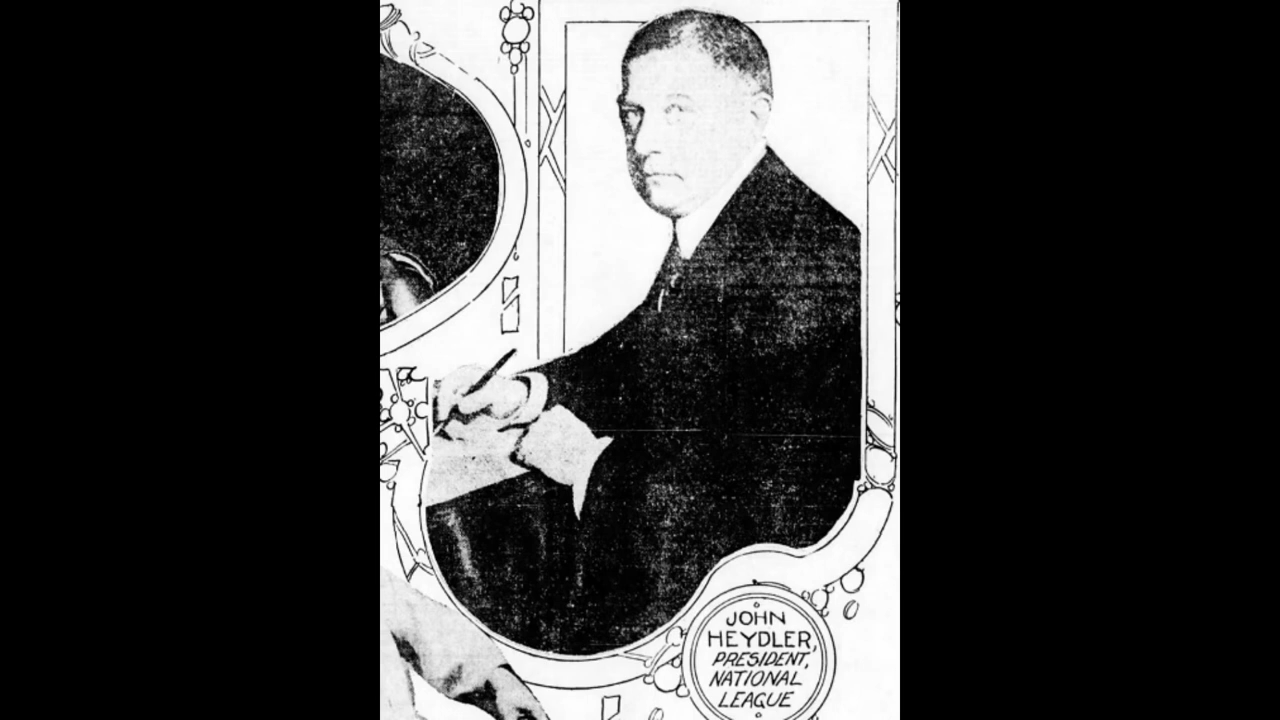 JOHN
HEYDLER,
PRESIDENT,
NATIONAL
LEAGUE